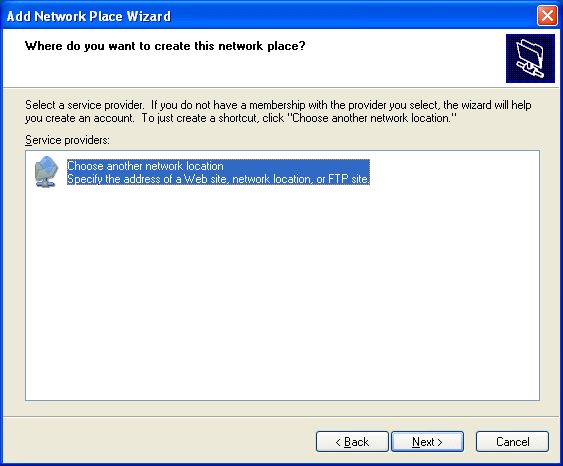 Add Network Place Wizard
Where do you want to create this network place?
Select a service provider.  If you do not have a membership with the provider you select, the wizard will help
you create an account.  To just create a shortcut, click "Choose another network location."
Service providers:
Choose another network location
Specify the address of a Web site, network location, or FTP site.
< Back Next > Cancel